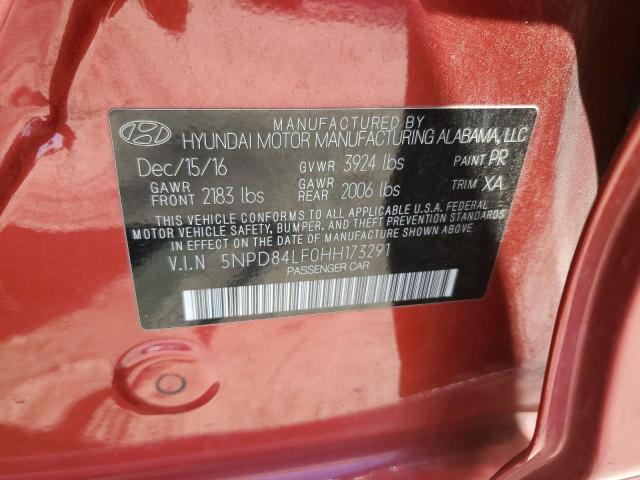 MANUFACTURED BY
HYUNDAI MOTOR MANUFACTURING ALABAMA, LLC
Dec/15/16 GVWR 3924 lbs PAINT PR
GAWR FRONT 2183 lbs GAWR REAR 2006 lbs TRIM XA
THIS VEHICLE CONFORMS TO ALL APPLICABLE U.S.A. FEDERAL
MOTOR VEHICLE SAFETY, BUMPER, AND THEFT PREVENTION STANDARDS
IN EFFECT ON THE DATE OF MANUFACTURE SHOWN ABOVE.
V.I.N 5NPD84LF0HH173291
PASSENGER CAR